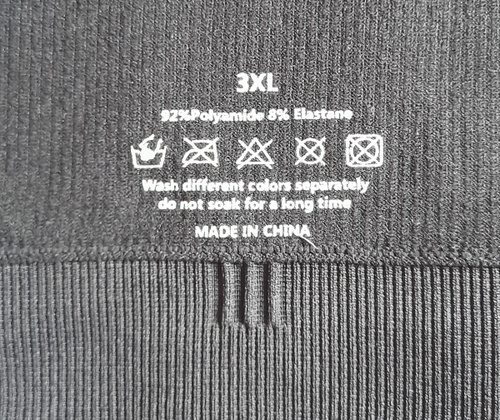 3XL
92%Polyamide 8% Elastane
Wash different colors separately
do not soak for a long time
MADE IN CHINA